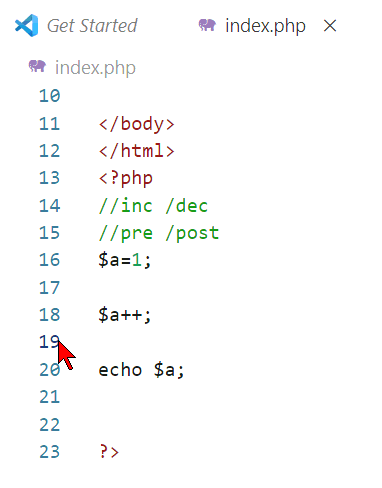 Get Started index.php
index.php
10
11 </body>
12 </html>
13 <?php
14 //inc /dec
15 //pre /post
16 $a=1;
17
18 $a++;
19
20 echo $a;
21
22
23 ?>